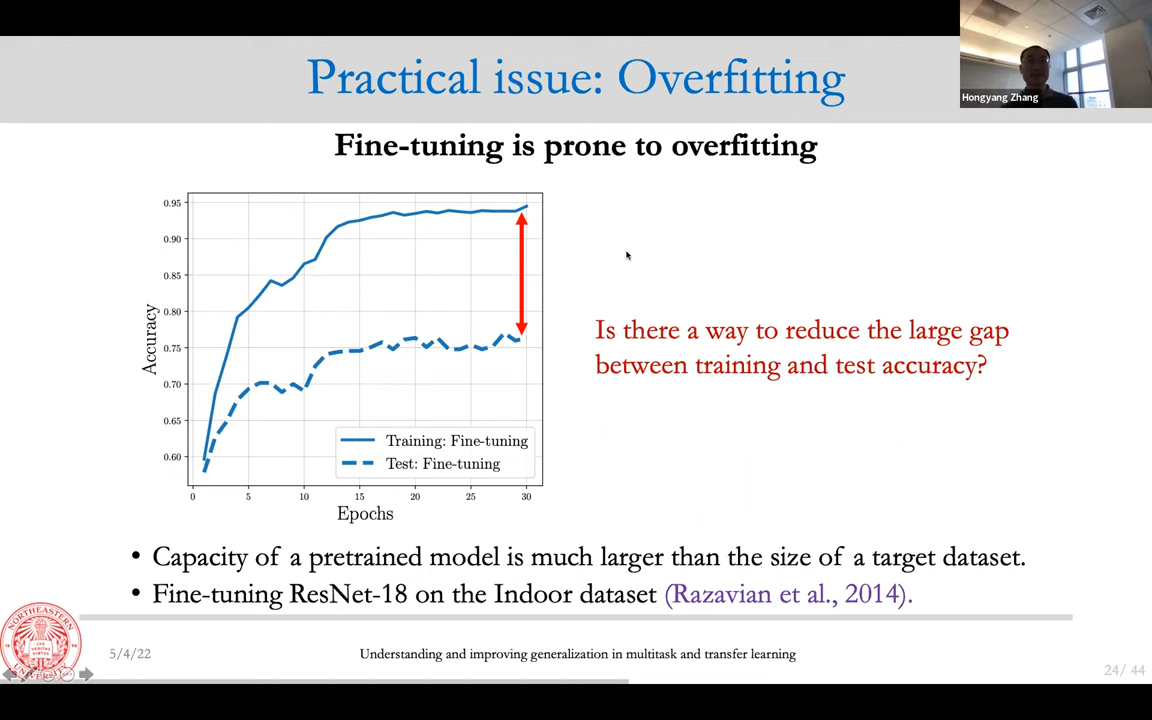 Practical issue: Overfitting
Hongyang Zhang
Fine-tuning is prone to overfitting
0.95
0.90
0.85
0.80
0.75
0.70
0.65
0.60
Accuracy
Training: Fine-tuning
Test: Fine-tuning
0 5 10 15 20 25 30
Epochs
Is there a way to reduce the large gap
between training and test accuracy?
• Capacity of a pretrained model is much larger than the size of a target dataset.
• Fine-tuning ResNet-18 on the Indoor dataset (Razavian et al., 2014).
NORTHEASTERN
UNIVERSITY
5/4/22
Understanding and improving generalization in multitask and transfer learning
24/ 44